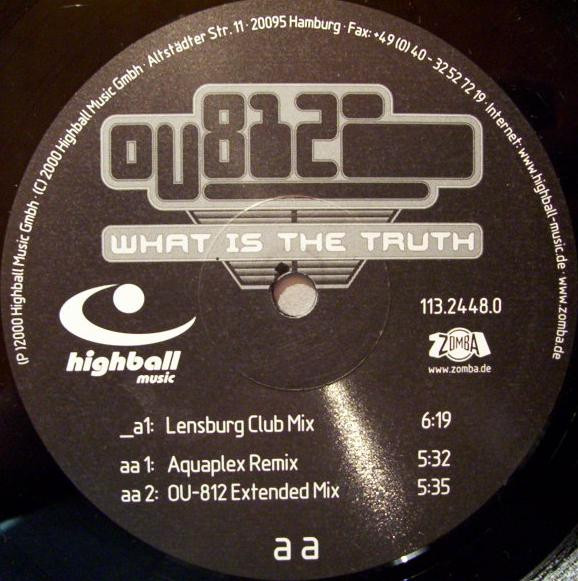 (P) 2000 Highball Music Gmbh · (C) 2000 Highball Music Gmbh · Altstädter Str. 11 · 20095 Hamburg · Fax: +49 (0) 40 - 32 52 72 19 · Internet: www.highball-music.de · www.zomba.de
OU-812
WHAT IS THE TRUTH
113.2448.0
ZOMBA
www.zomba.de
highball
music
_a1: Lensburg Club Mix 6:19
aa 1: Aquaplex Remix 5:32
aa 2: OU-812 Extended Mix 5:35
a a